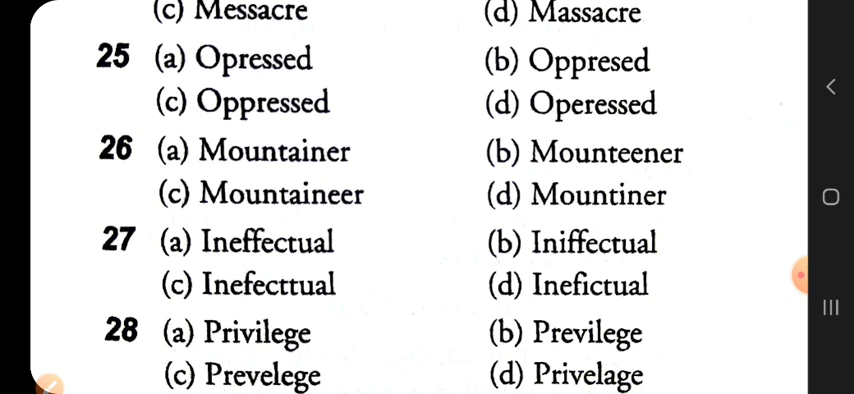 (c) Messacre (d) Massacre
25 (a) Opressed (b) Oppresed
(c) Oppressed (d) Operessed
26 (a) Mountainer (b) Mounteener
(c) Mountaineer (d) Mountiner
27 (a) Ineffectual (b) Iniffectual
(c) Inefecttual (d) Inefictual
28 (a) Privilege (b) Previlege
(c) Prevelege (d) Privelage